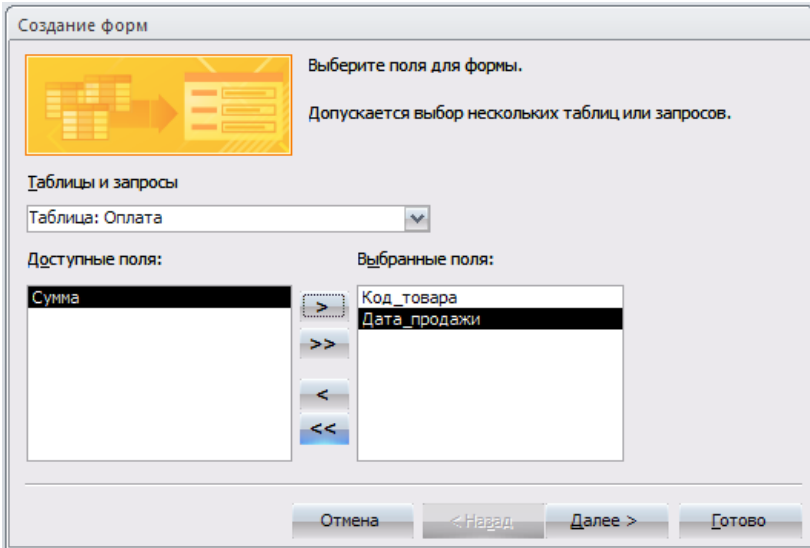 Создание форм
Выберите поля для формы.
Допускается выбор нескольких таблиц или запросов.
Таблицы и запросы
Таблица: Оплата
Доступные поля:
Выбранные поля:
Сумма
Код_товара
Дата_продажи
>
>>
<
<<
Отмена
< Назад
Далее >
Готово